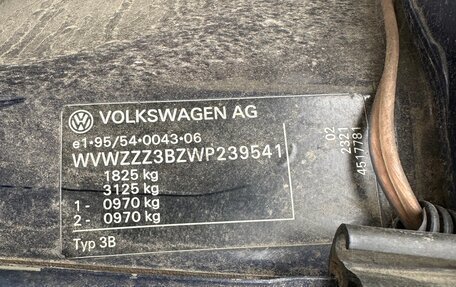 VOLKSWAGEN AG
e1*95/54*0043*06
WVWZZZ3BZWP239541
1825 kg
3125 kg
1- 0970 kg
2- 0970 kg
Typ 3B
02
2321
4517781